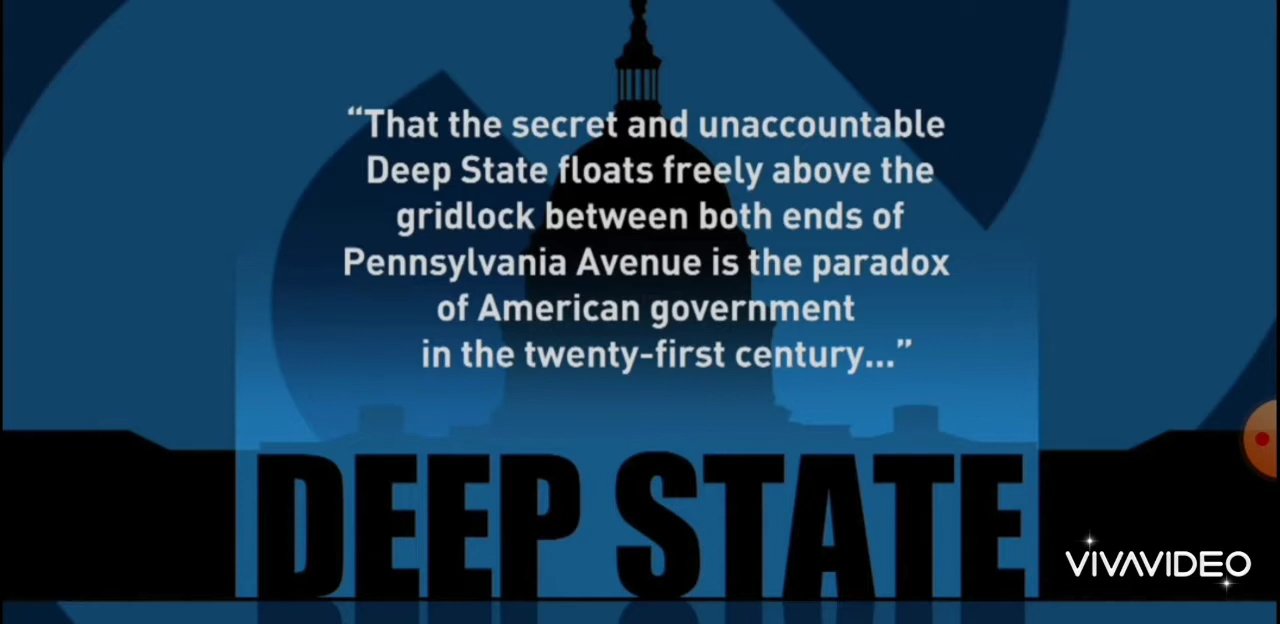 “That the secret and unaccountable
Deep State floats freely above the
gridlock between both ends of
Pennsylvania Avenue is the paradox
of American government
in the twenty-first century...”
DEEP STATE
VIVAVIDEO